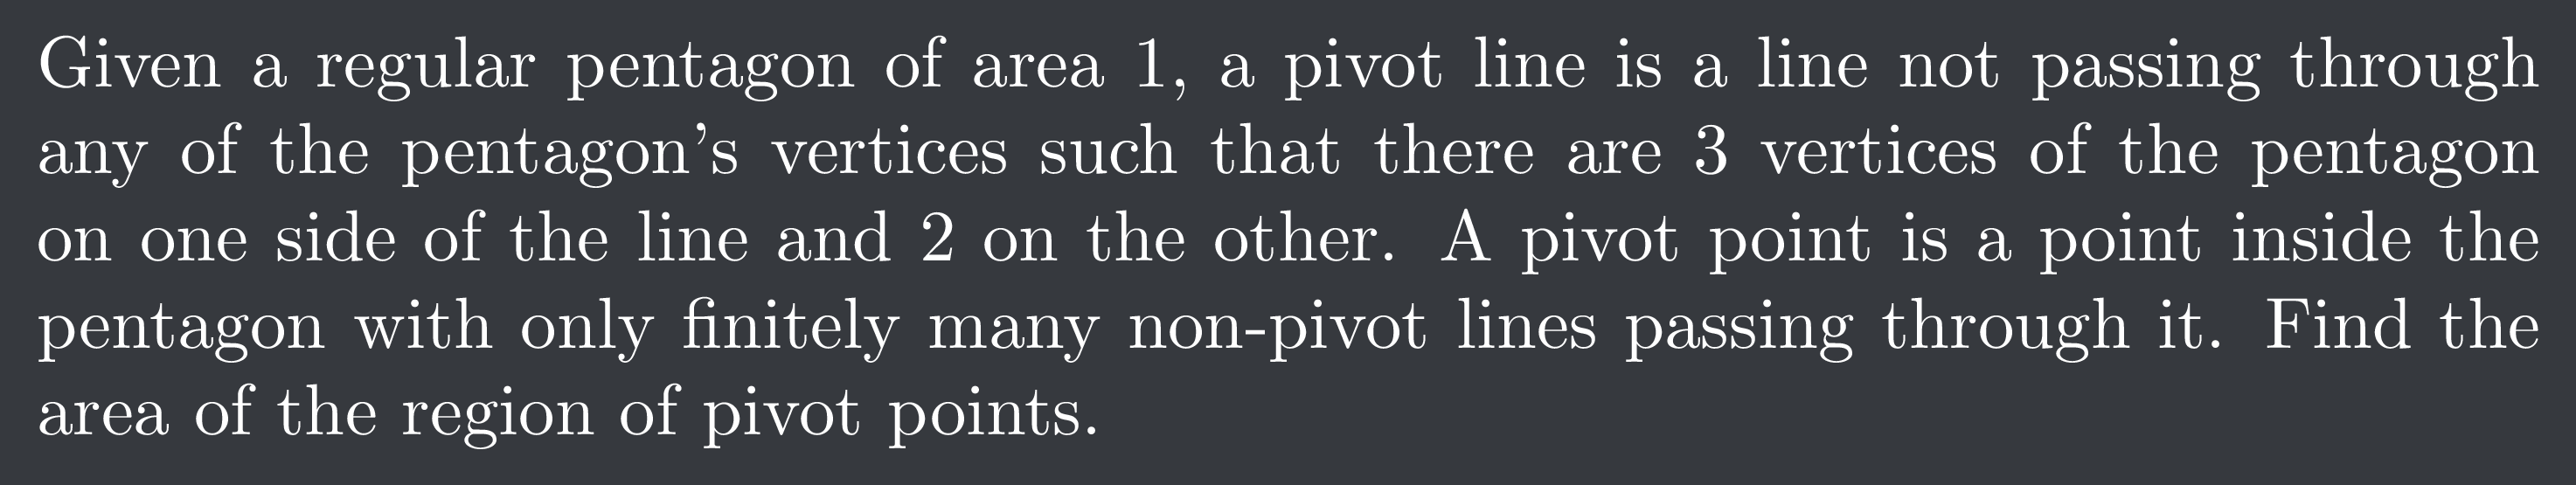 Given a regular pentagon of area 1, a pivot line is a line not passing through
any of the pentagon's vertices such that there are 3 vertices of the pentagon
on one side of the line and 2 on the other. A pivot point is a point inside the
pentagon with only finitely many non-pivot lines passing through it. Find the
area of the region of pivot points.